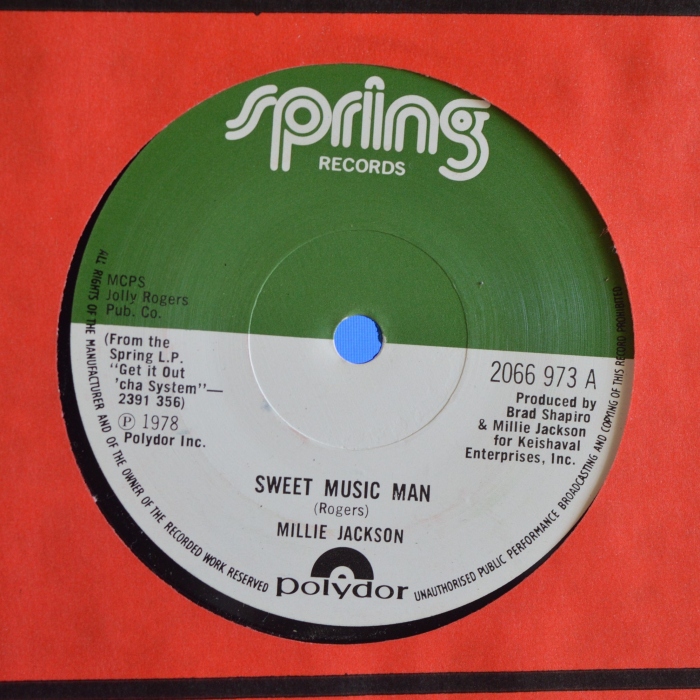 spring
RECORDS
MCPS
Jolly Rogers
Pub. Co.
(From the
Spring L.P.
"Get it Out
'cha System"—
2391 356)
Ⓟ 1978
Polydor Inc.
2066 973 A
Produced by
Brad Shapiro
& Millie Jackson
for Keishaval
Enterprises, Inc.
SWEET MUSIC MAN
(Rogers)
MILLIE JACKSON
polydor
ALL RIGHTS OF THE MANUFACTURER AND OF THE OWNER OF THE RECORDED WORK RESERVED
UNAUTHORISED PUBLIC PERFORMANCE BROADCASTING AND COPYING OF THIS RECORD PROHIBITED